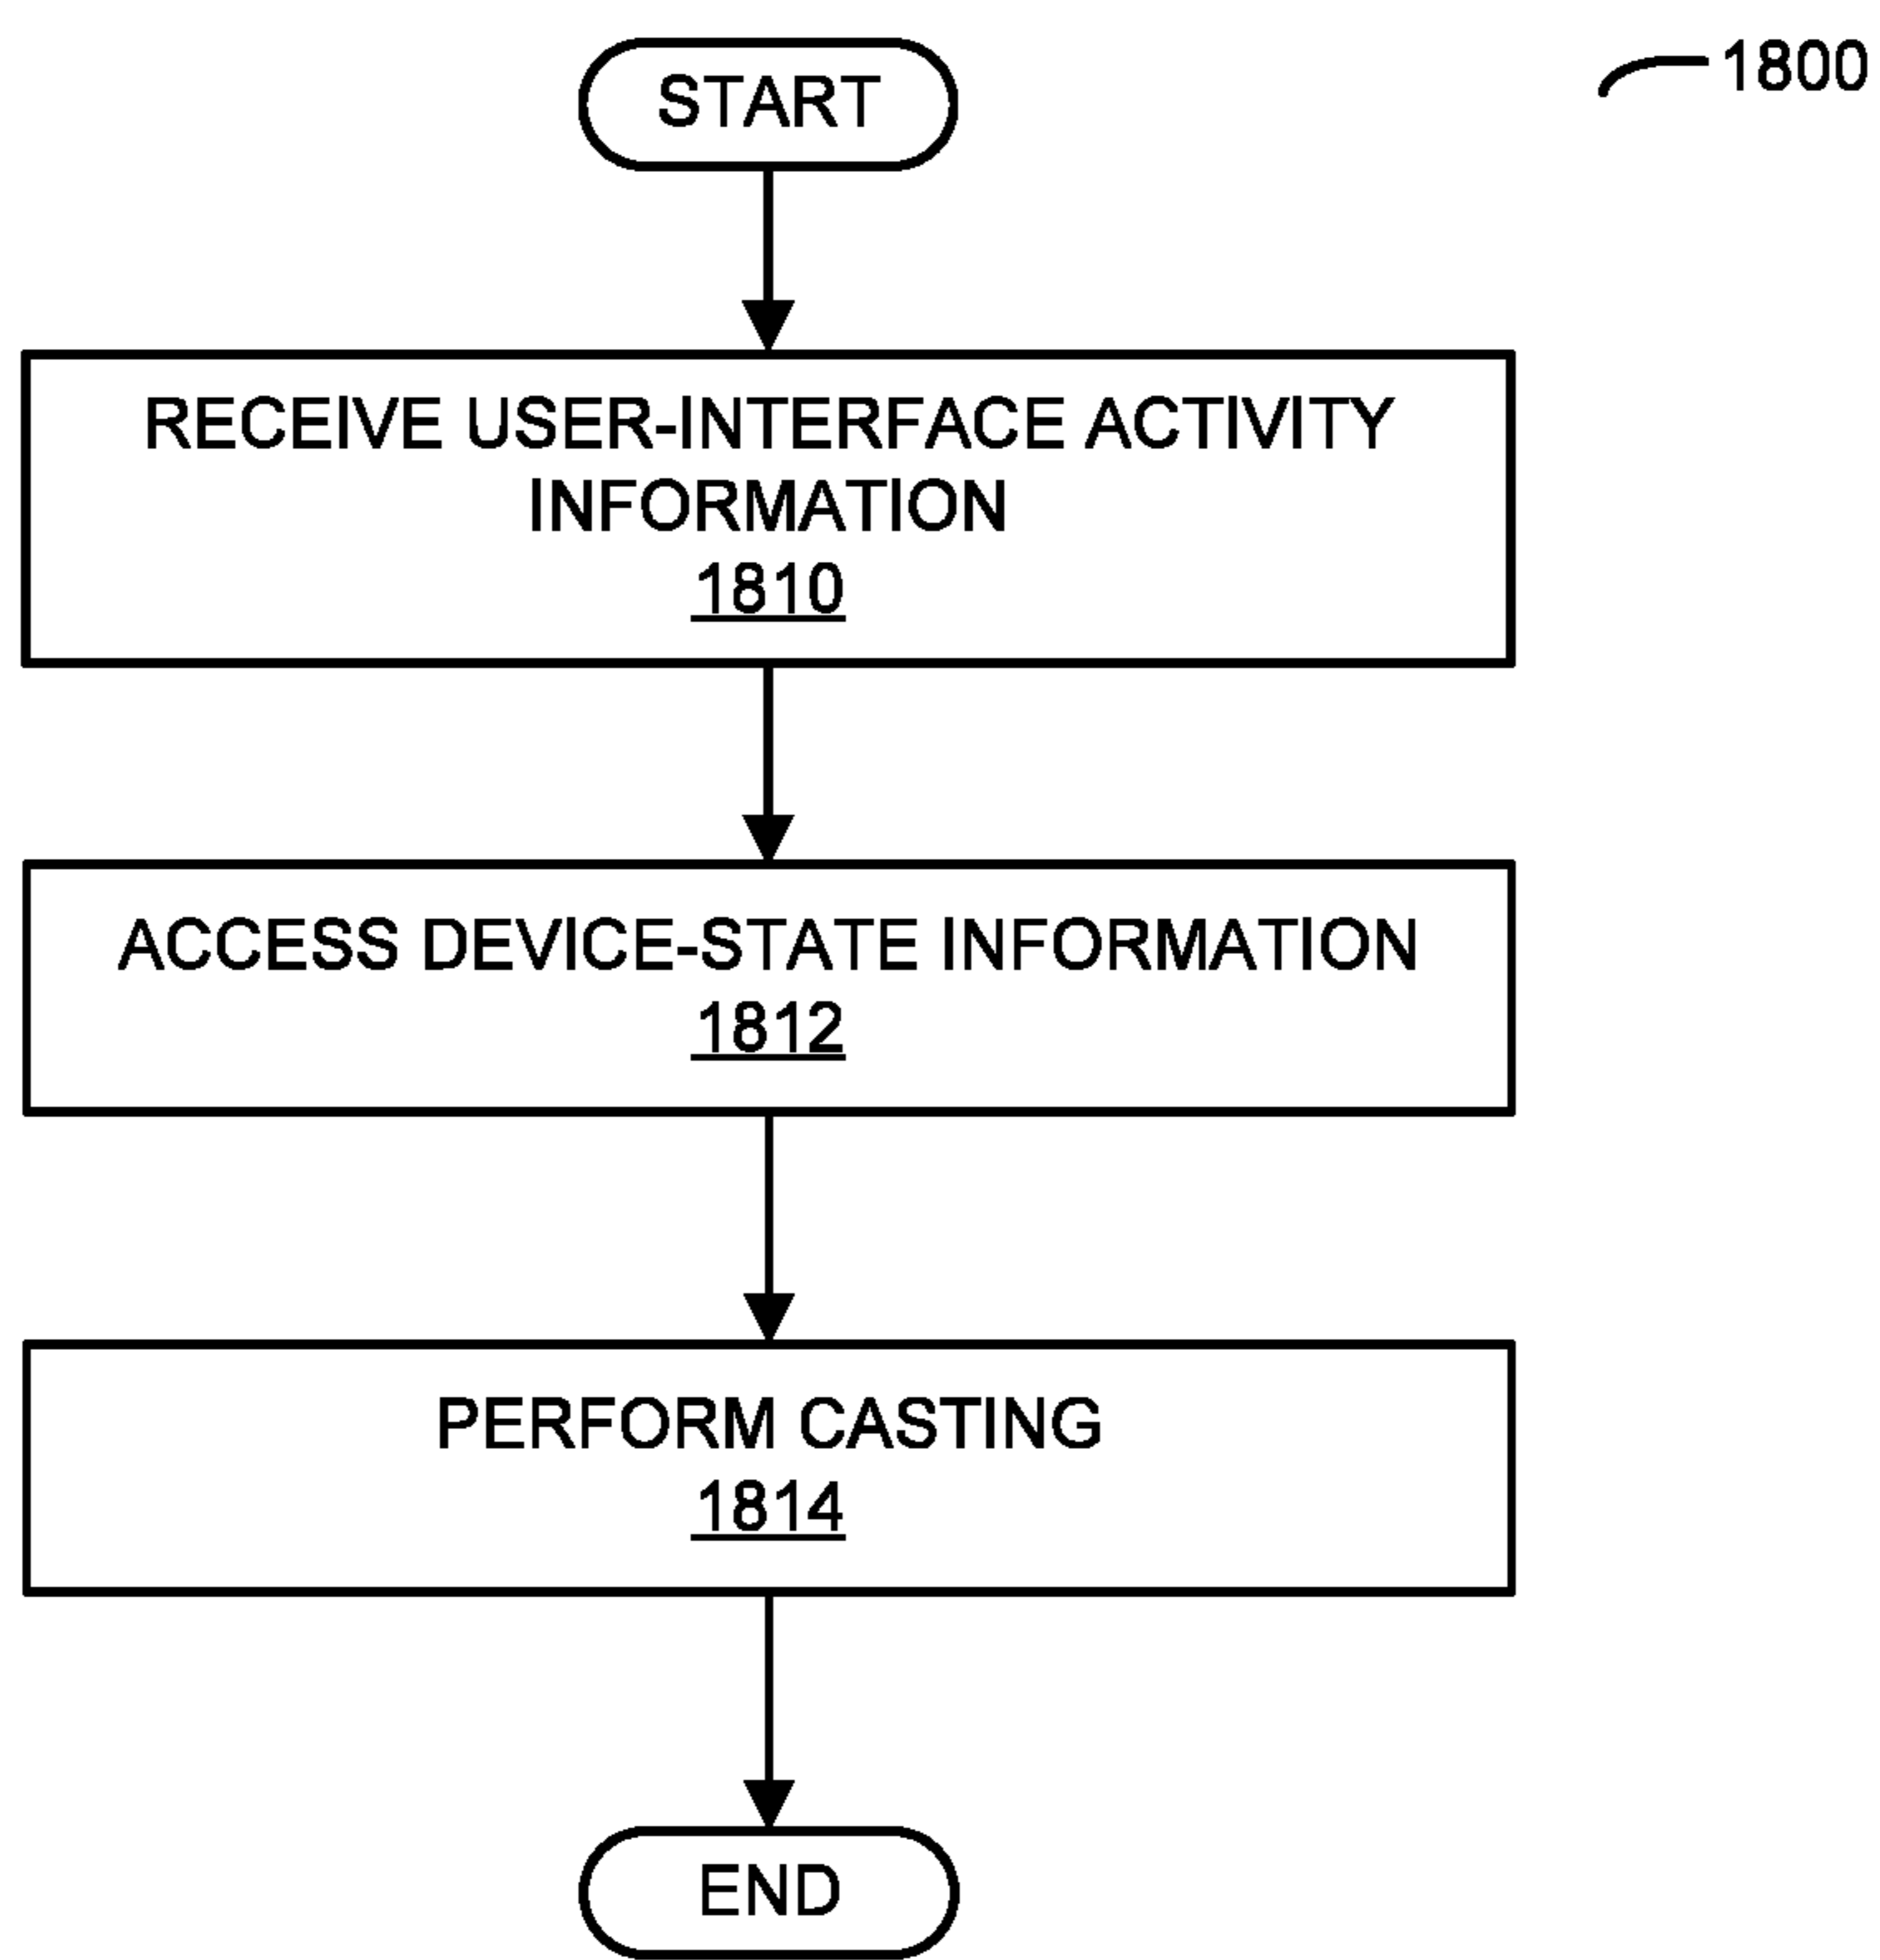 START
1800
RECEIVE USER-INTERFACE ACTIVITY
INFORMATION
1810
ACCESS DEVICE-STATE INFORMATION
1812
PERFORM CASTING
1814
END